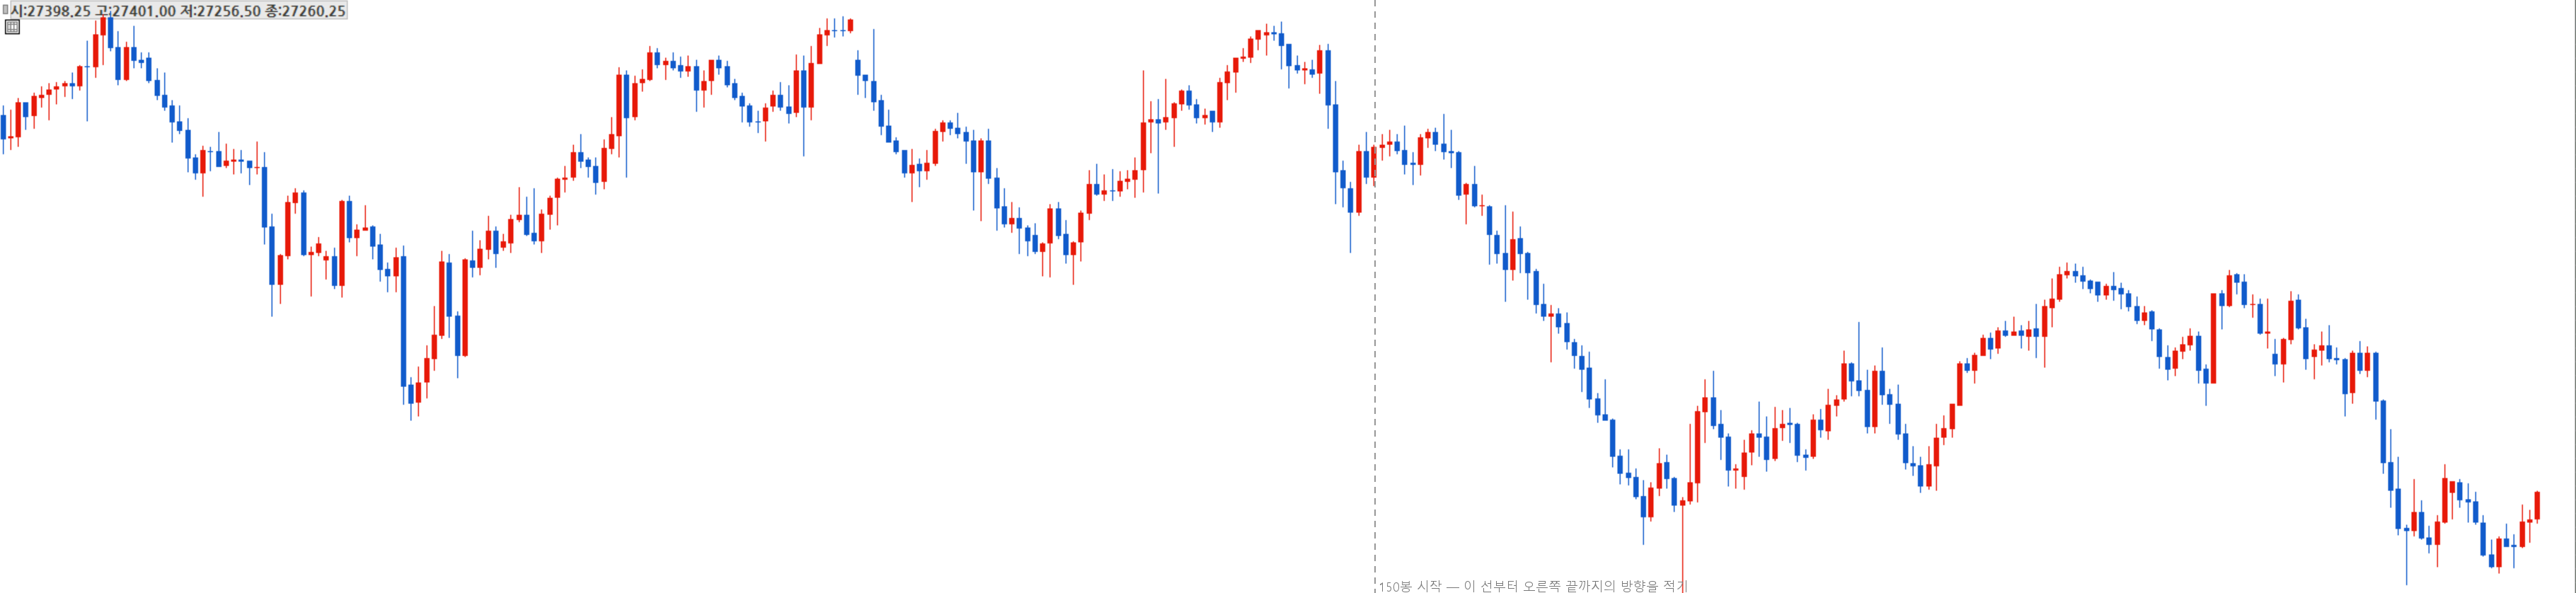 시:27398,25 고:27401,00 저:27256,50 종:27260,25
150봉 시작 — 이 선부터 오른쪽 끝까지의 방향을 적기